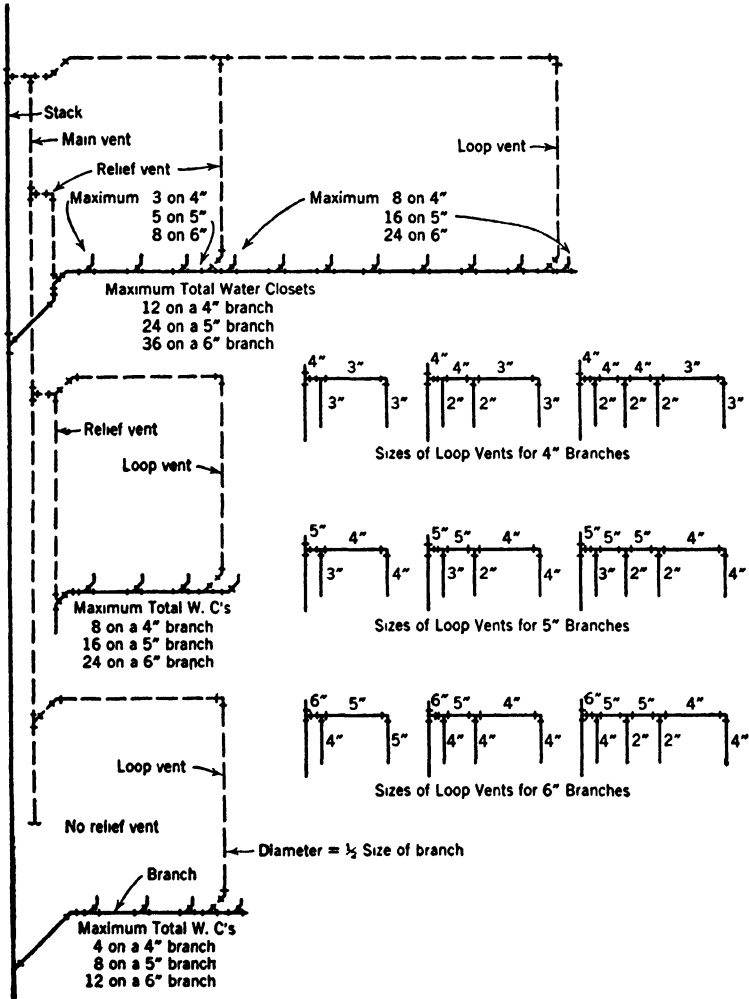 Stack
Main vent
Relief vent
Loop vent
Maximum 3 on 4"
5 on 5"
8 on 6"
Maximum 8 on 4"
16 on 5"
24 on 6"
Maximum Total Water Closets
12 on a 4" branch
24 on a 5" branch
36 on a 6" branch
Relief vent
Loop vent
Maximum Total W. C's
8 on a 4" branch
16 on a 5" branch
24 on a 6" branch
4" 3"
3" 3"
4" 4" 3"
2" 2" 3"
4" 4" 4" 3"
2" 2" 2" 3"
Sizes of Loop Vents for 4" Branches
5" 4"
3" 4"
5" 5" 4"
3" 2" 4"
5" 5" 5" 4"
3" 2" 2" 4"
Sizes of Loop Vents for 5" Branches
6" 5"
4" 5"
6" 5" 4"
4" 4" 4"
6" 5" 5" 4"
4" 2" 2" 4"
Sizes of Loop Vents for 6" Branches
Loop vent
No relief vent
Diameter = ½ Size of branch
Branch
Maximum Total W. C's
4 on a 4" branch
8 on a 5" branch
12 on a 6" branch